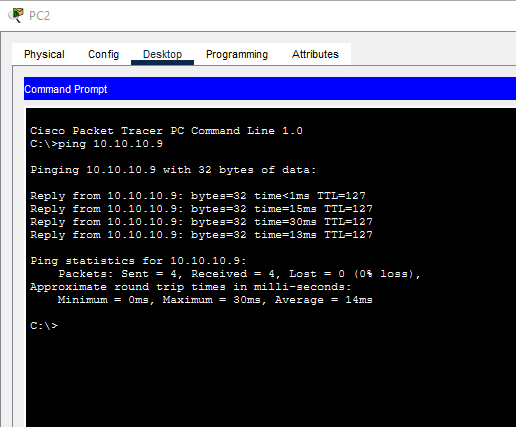 PC2
Physical Config Desktop Programming Attributes
Command Prompt
Cisco Packet Tracer PC Command Line 1.0
C:\>ping 10.10.10.9
Pinging 10.10.10.9 with 32 bytes of data:
Reply from 10.10.10.9: bytes=32 time<1ms TTL=127
Reply from 10.10.10.9: bytes=32 time=15ms TTL=127
Reply from 10.10.10.9: bytes=32 time=30ms TTL=127
Reply from 10.10.10.9: bytes=32 time=13ms TTL=127
Ping statistics for 10.10.10.9:
Packets: Sent = 4, Received = 4, Lost = 0 (0% loss),
Approximate round trip times in milli-seconds:
Minimum = 0ms, Maximum = 30ms, Average = 14ms
C:\>